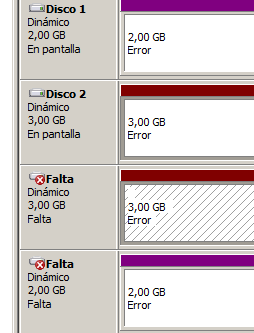 Disco 1
Dinámico
2,00 GB
En pantalla
2,00 GB
Error
Disco 2
Dinámico
3,00 GB
En pantalla
3,00 GB
Error
Falta
Dinámico
3,00 GB
Falta
3,00 GB
Error
Falta
Dinámico
2,00 GB
Falta
2,00 GB
Error